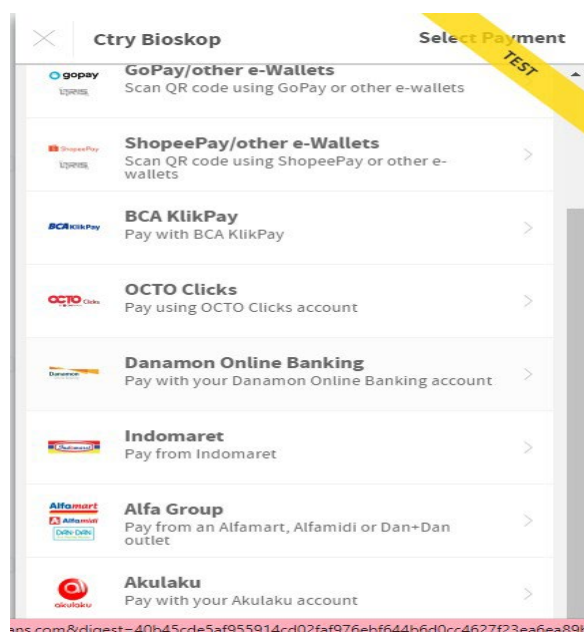 Ctry Bioskop
Select Payment
TEST
gopay
GoPay/other e-Wallets
Scan QR code using GoPay or other e-wallets
ShopeePay
ShopeePay/other e-Wallets
Scan QR code using ShopeePay or other e-
wallets
BCA KlikPay
BCA KlikPay
Pay with BCA KlikPay
OCTO Clicks
OCTO Clicks
Pay using OCTO Clicks account
Danamon
Danamon Online Banking
Pay with your Danamon Online Banking account
Indomaret
Indomaret
Pay from Indomaret
Alfamart
Alfamidi
DAN+DAN
Alfa Group
Pay from an Alfamart, Alfamidi or Dan+Dan
outlet
akulaku
Akulaku
Pay with your Akulaku account
ans.com&digest=40b45cde5af955914cd02faf976ebf644b6d0cc4627f23ea6ea89